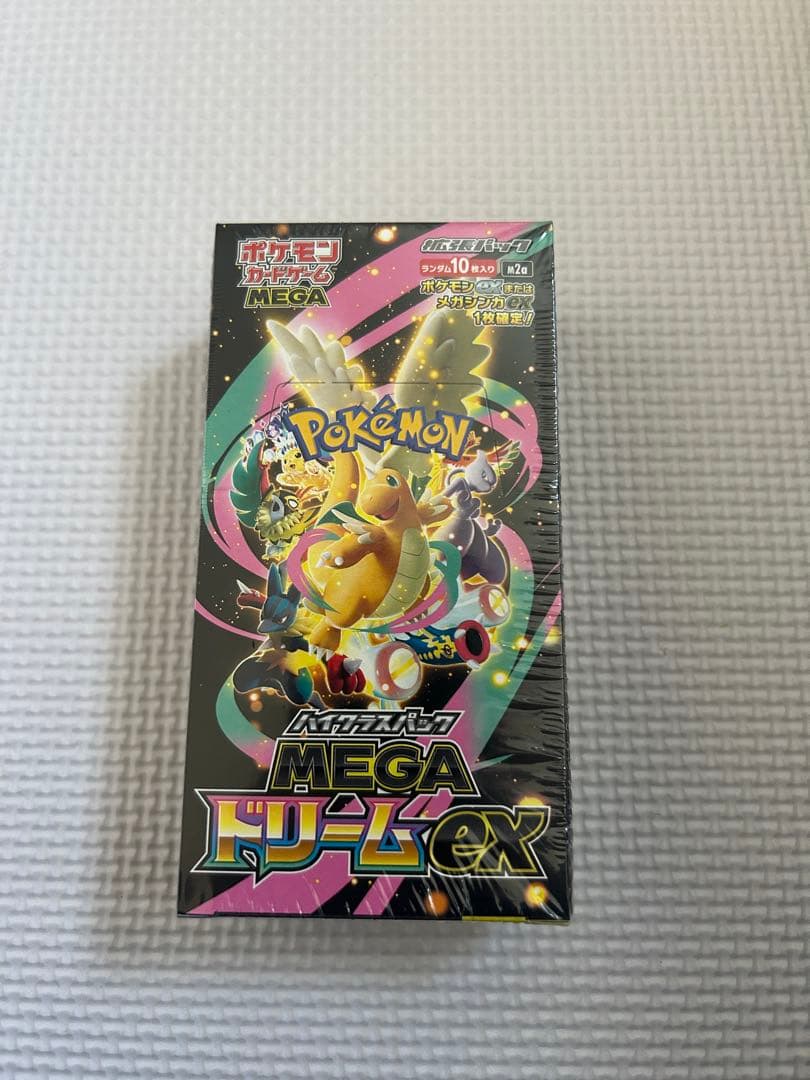 ポケモン
カードゲーム
MEGA
拡張パック
ランダム10枚入り M2a
ポケモンexまたは
メガシンカex
1枚確定!
POKéMON
ハイクラスパック
MEGA
ドリームex